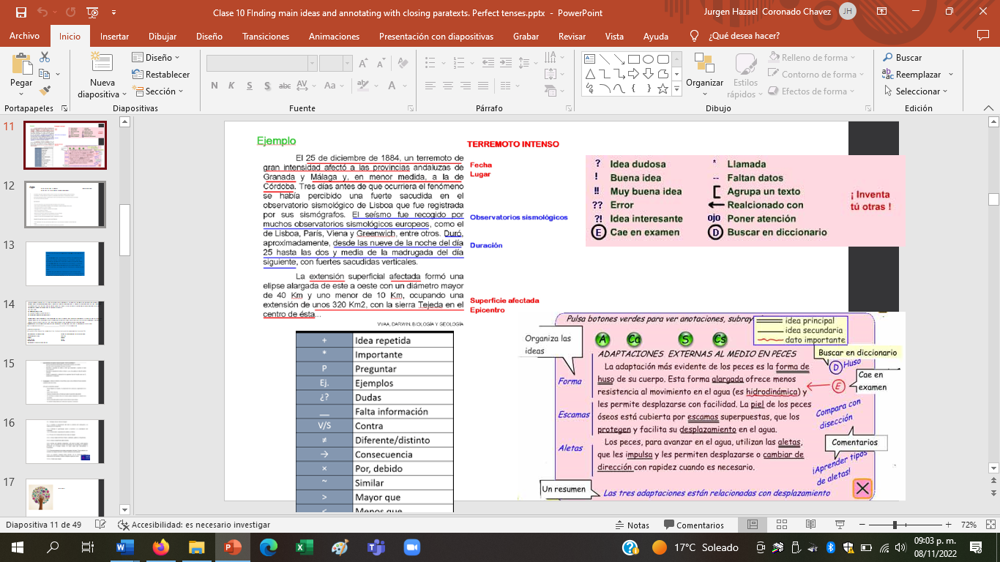 Clase 10 FInding main ideas and annotating with closing paratexts. Perfect tenses.pptx - PowerPoint
Jurgen Hazael Coronado Chavez
JH
Archivo
Inicio
Insertar
Dibujar
Diseño
Transiciones
Animaciones
Presentación con diapositivas
Grabar
Revisar
Vista
Ayuda
¿Qué desea hacer?
Pegar
Nueva
diapositiva
Diseño
Restablecer
Sección
N K S S abc AV Aa A
Organizar
Estilos
rápidos
Relleno de forma
Contorno de forma
Efectos de forma
Buscar
Reemplazar
Seleccionar
Portapapeles
Diapositivas
Fuente
Párrafo
Dibujo
Edición
11
12
13
14
15
16
17
Ejemplo
El 25 de diciembre de 1884, un terremoto de
gran intensidad afectó a las provincias andaluzas de
Granada y Málaga y, en menor medida, a la de
Córdoba. Tres días antes de que ocurriera el fenómeno
se había percibido una fuerte sacudida en el
observatorio sismológico de Lisboa que fue registrada
por sus sismógrafos. El seísmo fue recogido por
muchos observatorios sismológicos europeos, como el
de Lisboa, París, Viena y Greenwich, entre otros. Duró,
aproximadamente, desde las nueve de la noche del día
25 hasta las dos y media de la madrugada del día
siguiente, con fuertes sacudidas verticales.
La extensión superficial afectada formó una
elipse alargada de este a oeste con un diámetro mayor
de 40 Km y uno menor de 10 Km, ocupando una
extensión de unos 320 Km2, con la sierra Tejeda en el
centro de ésta...
VVAA, DARWIN, BIOLOGÍA Y GEOLOGÍA
TERREMOTO INTENSO
Fecha
Lugar
Observatorios sismológicos
Duración
Superficie afectada
Epicentro
? Idea dudosa
! Buena idea
!! Muy buena idea
?? Error
?! Idea interesante
E Cae en examen
* Llamada
-- Faltan datos
[ Agrupa un texto
← Realcionado con
ojo Poner atención
D Buscar en diccionario
¡ Inventa
tú otras !
+ Idea repetida
* Importante
P Preguntar
Ej. Ejemplos
¿? Dudas
__ Falta información
V/S Contra
≠ Diferente/distinto
→ Consecuencia
× Por, debido
~ Similar
> Mayor que
< Menos que
Pulsa botones verdes para ver anotaciones, subray
idea principal
idea secundaria
dato importante
Organiza las
ideas
A Cd S Cs
Buscar en diccionario
ADAPTACIONES EXTERNAS AL MEDIO EN PECES
La adaptación más evidente de los peces es la forma de
huso de su cuerpo. Esta forma alargada ofrece menos
resistencia al movimiento en el agua (es hidrodinámica) y
les permite desplazarse con facilidad. La piel de los peces
óseos está cubierta por escamas superpuestas, que los
protegen y facilita su desplazamiento en el agua.
Los peces, para avanzar en el agua, utilizan las aletas,
que les impulsa y les permiten desplazarse o cambiar de
dirección con rapidez cuando es necesario.
Forma
Escamas
Aletas
D Huso
E
Cae en
examen
Compara con
disección
Comentarios
¡Aprender tipos
de aletas!
Un resumen
Las tres adaptaciones están relacionadas con desplazamiento
Diapositiva 11 de 49
Accesibilidad: es necesario investigar
Notas
Comentarios
72%
17°C Soleado
09:03 p. m.
08/11/2022